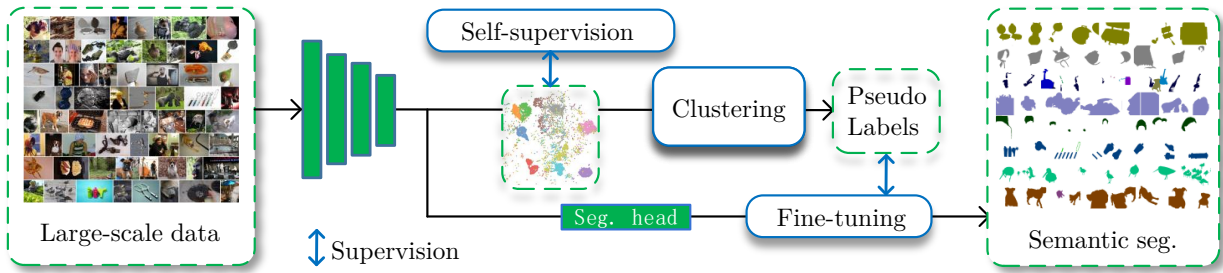 Self-supervision
Clustering
Pseudo
Labels
Seg. head
Fine-tuning
Large-scale data
Supervision
Semantic seg.